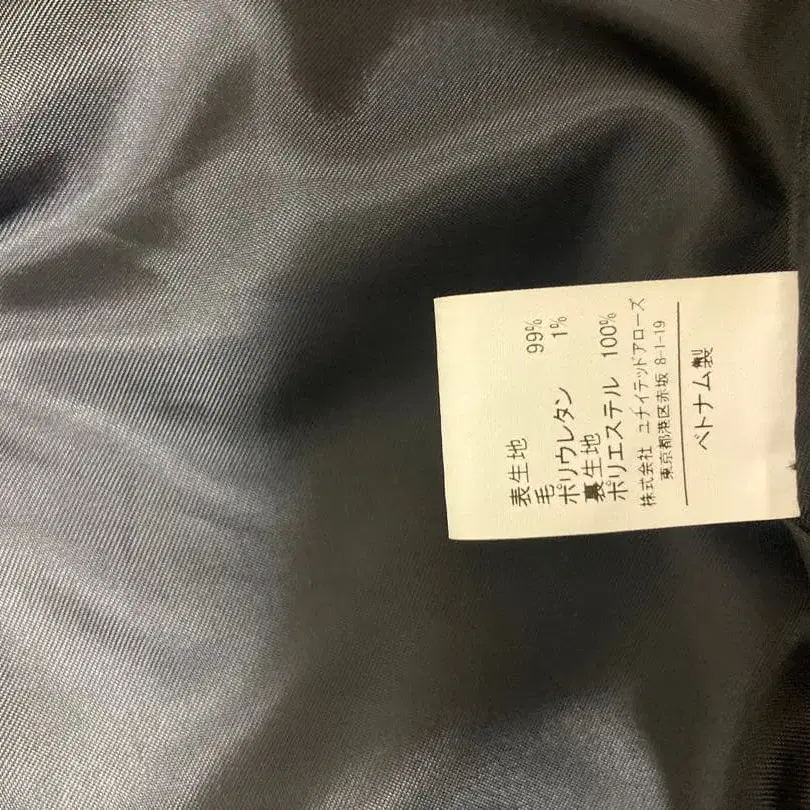 表生地
毛 99%
ポリウレタン 1%
裏生地
ポリエステル 100%
株式会社 ユナイテッドアローズ
東京都港区赤坂 8-1-19
ベトナム製